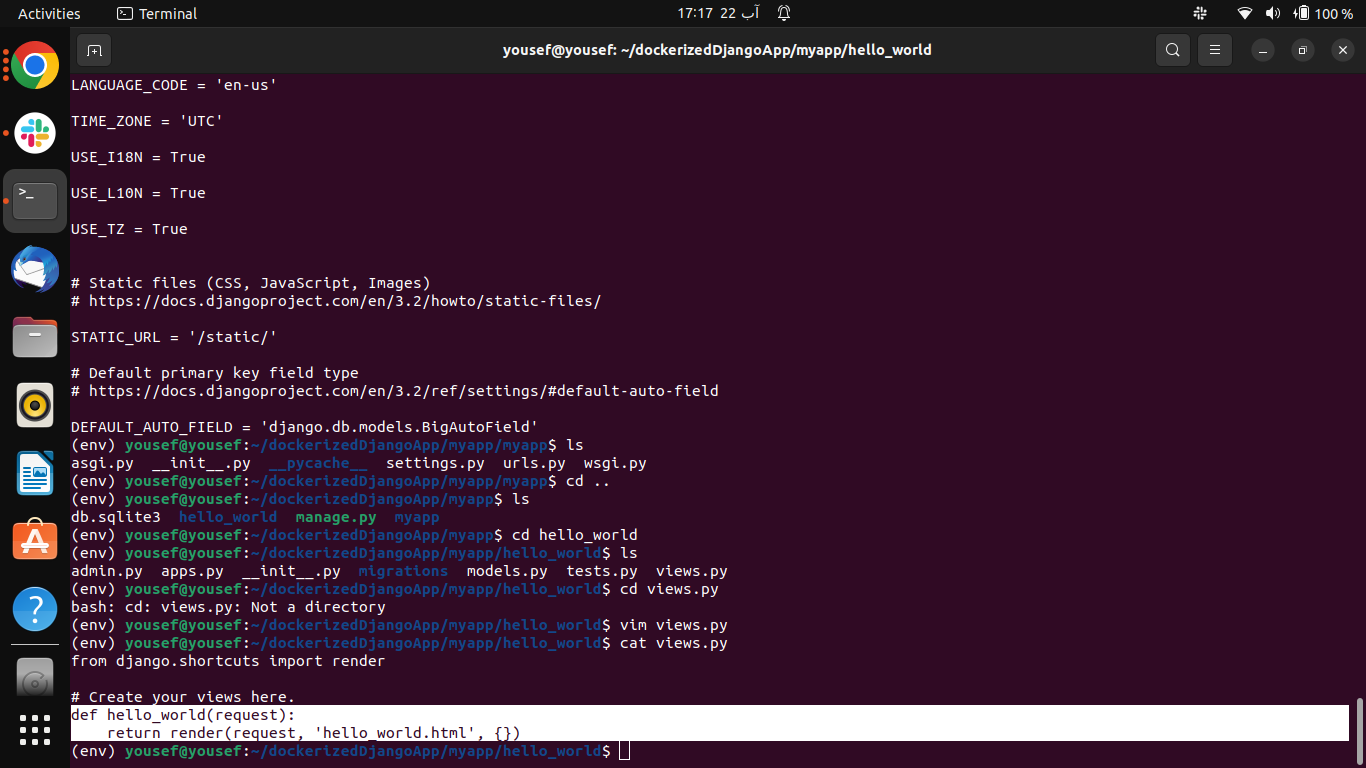 Activities
Terminal
17:17 22 آب
100 %
yousef@yousef: ~/dockerizedDjangoApp/myapp/hello_world
LANGUAGE_CODE = 'en-us'
TIME_ZONE = 'UTC'
USE_I18N = True
USE_L10N = True
USE_TZ = True
# Static files (CSS, JavaScript, Images)
# https://docs.djangoproject.com/en/3.2/howto/static-files/
STATIC_URL = '/static/'
# Default primary key field type
# https://docs.djangoproject.com/en/3.2/ref/settings/#default-auto-field
DEFAULT_AUTO_FIELD = 'django.db.models.BigAutoField'
(env) yousef@yousef:~/dockerizedDjangoApp/myapp/myapp$ ls
asgi.py  __init__.py  __pycache__  settings.py  urls.py  wsgi.py
(env) yousef@yousef:~/dockerizedDjangoApp/myapp/myapp$ cd ..
(env) yousef@yousef:~/dockerizedDjangoApp/myapp$ ls
db.sqlite3  hello_world  manage.py  myapp
(env) yousef@yousef:~/dockerizedDjangoApp/myapp$ cd hello_world
(env) yousef@yousef:~/dockerizedDjangoApp/myapp/hello_world$ ls
admin.py  apps.py  __init__.py  migrations  models.py  tests.py  views.py
(env) yousef@yousef:~/dockerizedDjangoApp/myapp/hello_world$ cd views.py
bash: cd: views.py: Not a directory
(env) yousef@yousef:~/dockerizedDjangoApp/myapp/hello_world$ vim views.py
(env) yousef@yousef:~/dockerizedDjangoApp/myapp/hello_world$ cat views.py
from django.shortcuts import render
# Create your views here.
def hello_world(request):
    return render(request, 'hello_world.html', {})
(env) yousef@yousef:~/dockerizedDjangoApp/myapp/hello_world$